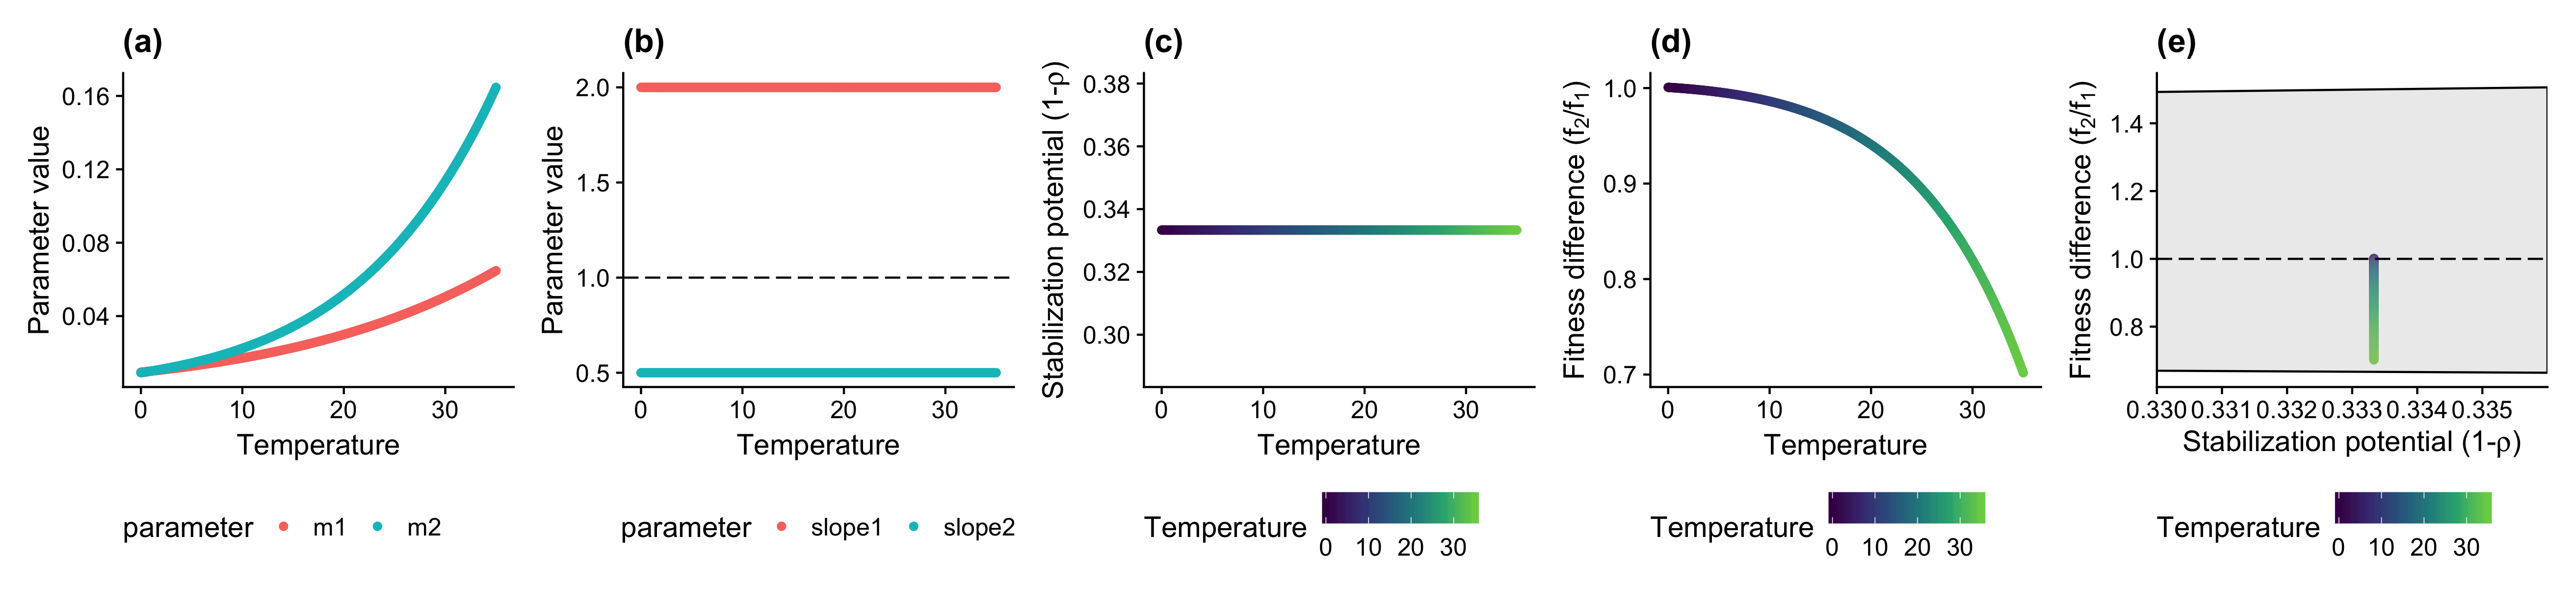 (a)
Parameter value
0.16
0.12
0.08
0.04
0 10 20 30
Temperature
parameter m1 m2
(b)
Parameter value
2.0
1.5
1.0
0.5
0 10 20 30
Temperature
parameter slope1 slope2
(c)
Stabilization potential (1-ρ)
0.38
0.36
0.34
0.32
0.30
0 10 20 30
Temperature
Temperature
0 10 20 30
(d)
Fitness difference (f₂/f₁)
1.0
0.9
0.8
0.7
0 10 20 30
Temperature
Temperature
0 10 20 30
(e)
Fitness difference (f₂/f₁)
1.4
1.2
1.0
0.8
0.330 0.331 0.332 0.333 0.334 0.335
Stabilization potential (1-ρ)
Temperature
0 10 20 30